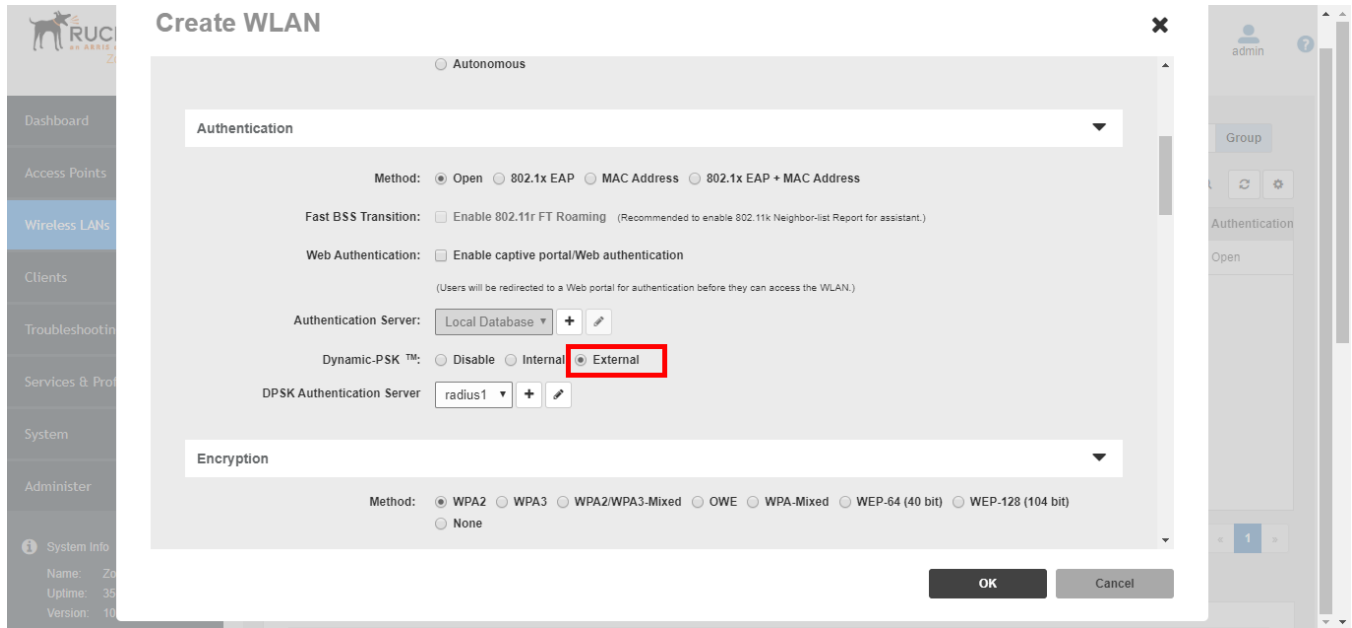 Create WLAN
admin
Autonomous
Dashboard
Authentication
Group
Access Points
Method: Open 802.1x EAP MAC Address 802.1x EAP + MAC Address
Fast BSS Transition: Enable 802.11r FT Roaming (Recommended to enable 802.11k Neighbor-list Report for assistant.)
Wireless LANs
Authentication
Web Authentication: Enable captive portal/Web authentication
Open
Clients
(Users will be redirected to a Web portal for authentication before they can access the WLAN.)
Authentication Server: Local Database
Dynamic-PSK ™: Disable Internal External
DPSK Authentication Server radius1
System
Encryption
Administer
Method: WPA2 WPA3 WPA2/WPA3-Mixed OWE WPA-Mixed WEP-64 (40 bit) WEP-128 (104 bit)
None
System Info
« 1 »
Name:
Uptime: 35
Version: 10
OK Cancel